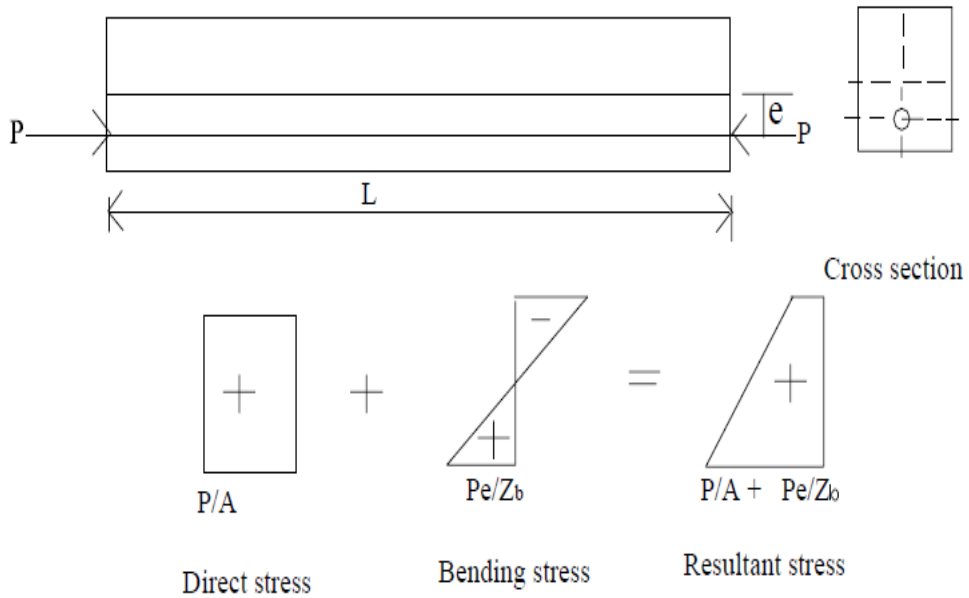 e
P
P
L
Cross section
+ + - + = +
P/A
Pe/Zb
P/A + Pe/Zb
Direct stress
Bending stress
Resultant stress